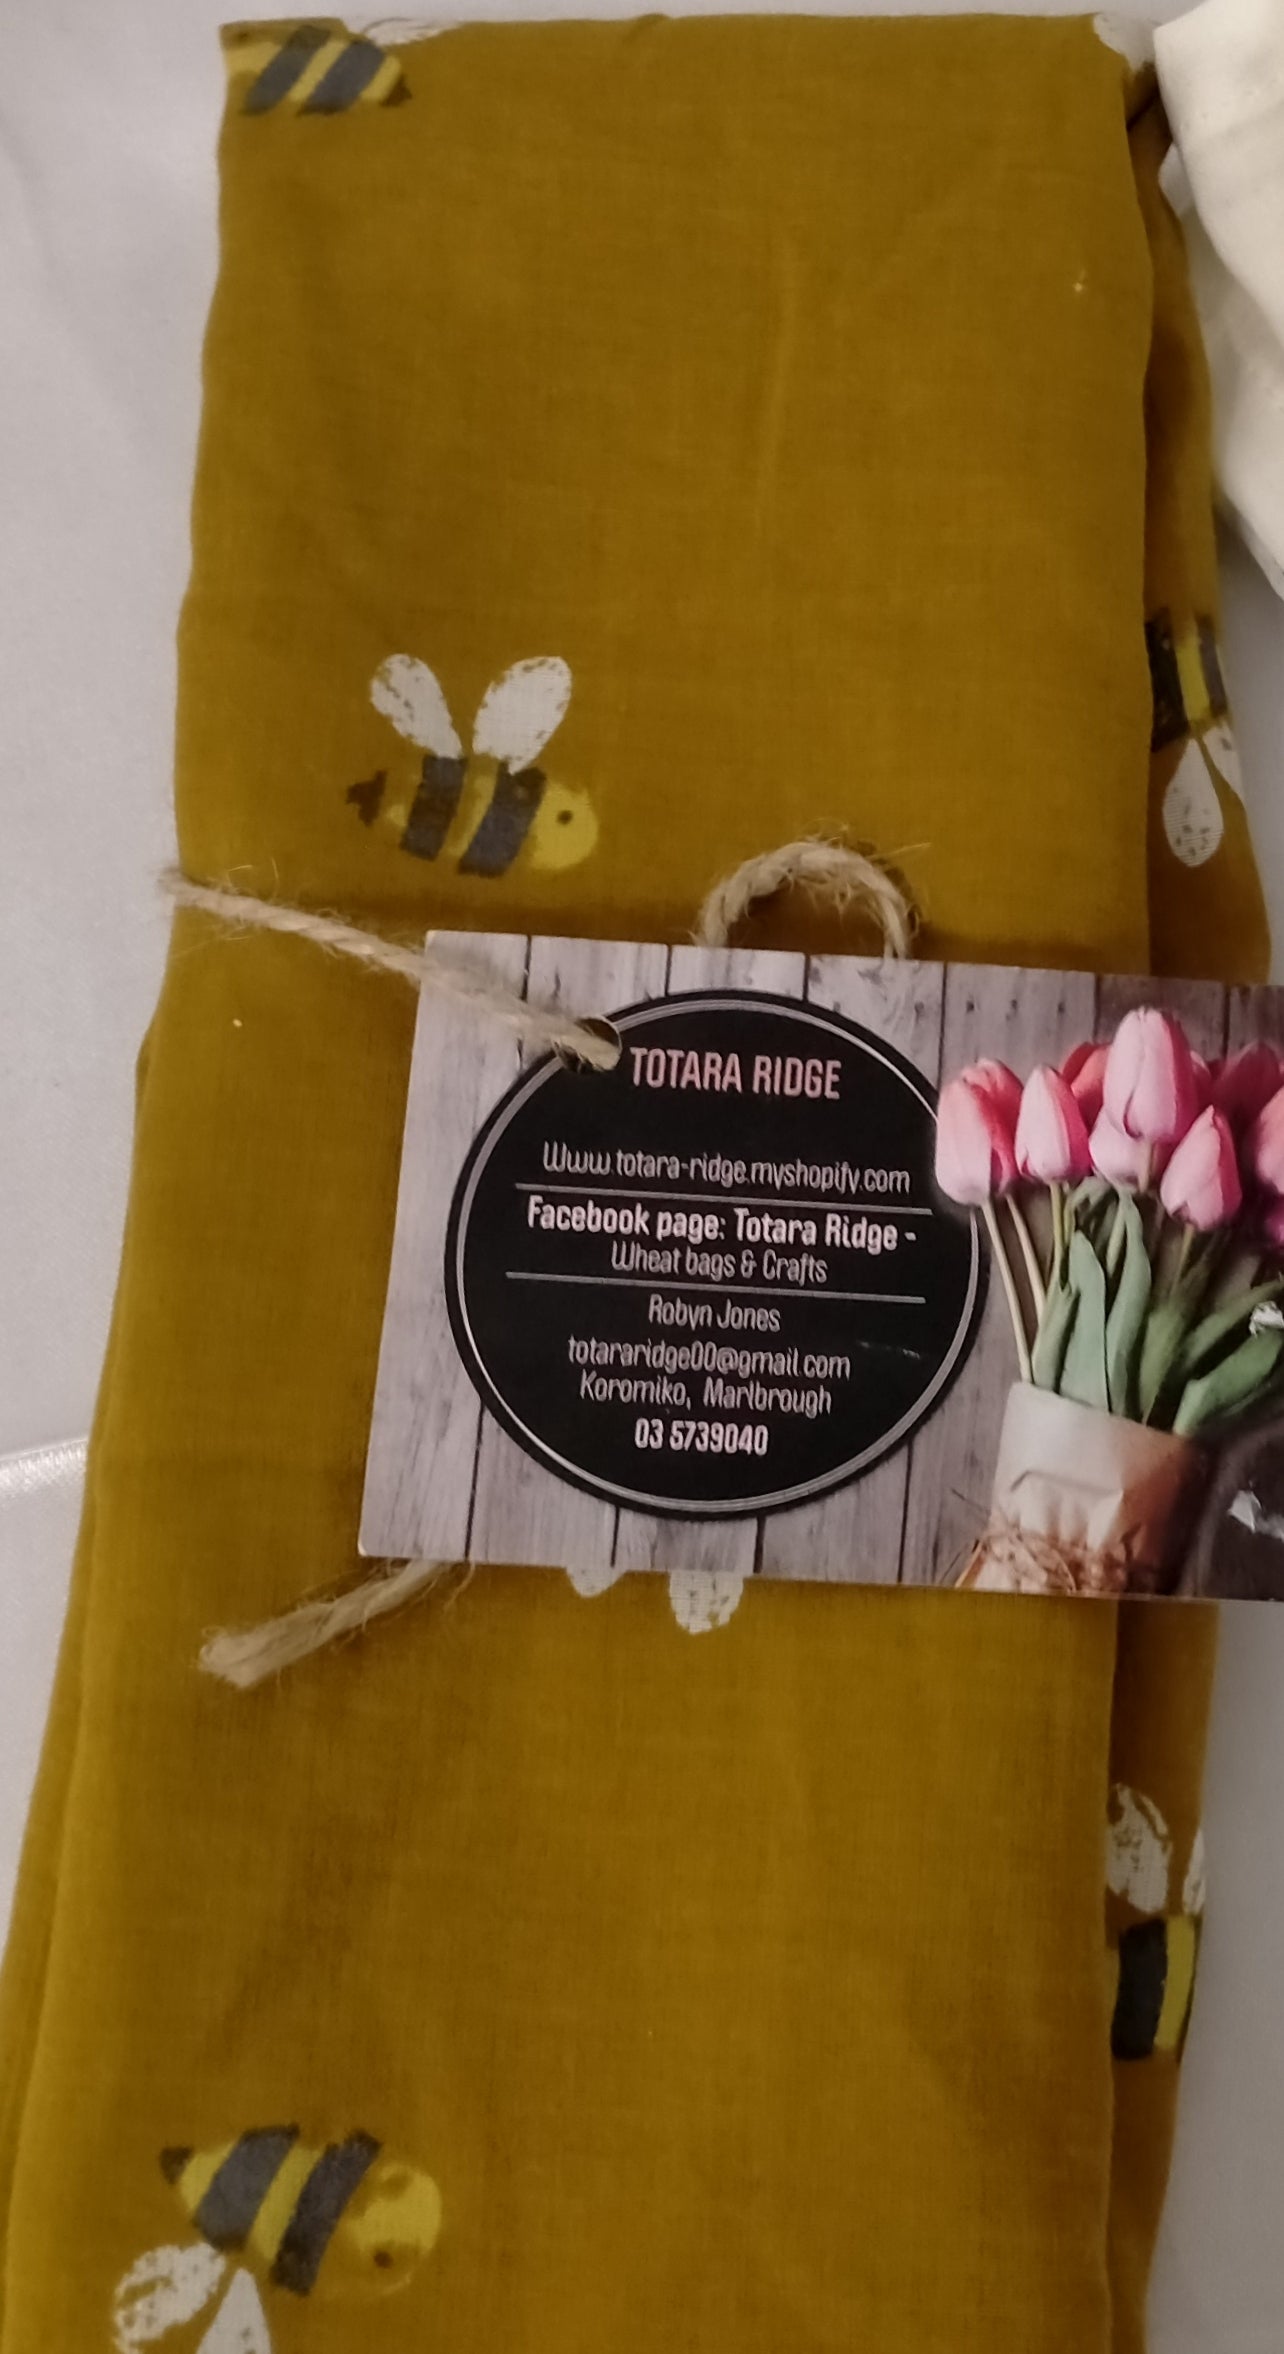 TOTARA RIDGE
Www.totara-ridge.myshopify.com
Facebook page: Totara Ridge -
Wheat bags & Crafts
Robyn Jones
totararidge00@gmail.com
Koromiko, Marlbrough
03 5739040